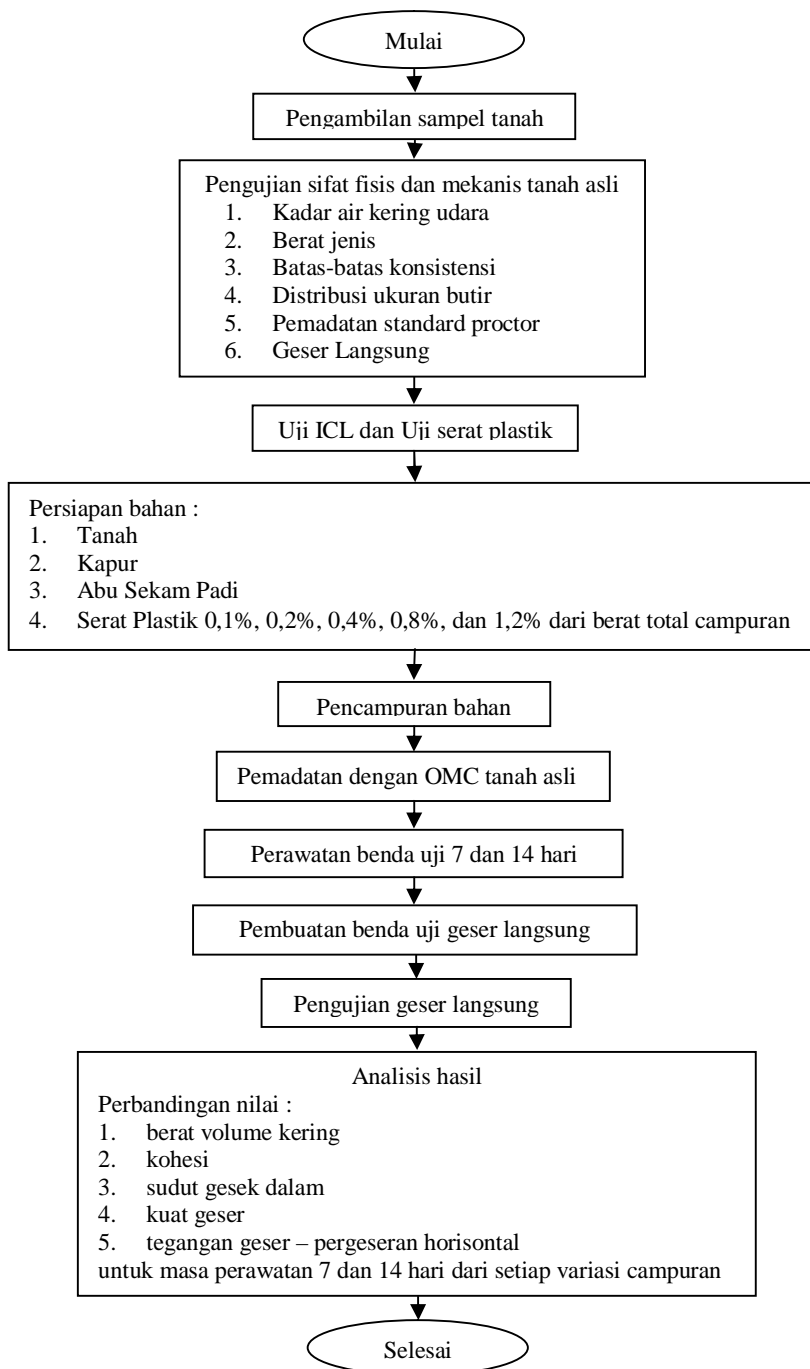 Mulai
Pengambilan sampel tanah
Pengujian sifat fisis dan mekanis tanah asli
1. Kadar air kering udara
2. Berat jenis
3. Batas-batas konsistensi
4. Distribusi ukuran butir
5. Pemadatan standard proctor
6. Geser Langsung
Uji ICL dan Uji serat plastik
Persiapan bahan :
1. Tanah
2. Kapur
3. Abu Sekam Padi
4. Serat Plastik 0,1%, 0,2%, 0,4%, 0,8%, dan 1,2% dari berat total campuran
Pencampuran bahan
Pemadatan dengan OMC tanah asli
Perawatan benda uji 7 dan 14 hari
Pembuatan benda uji geser langsung
Pengujian geser langsung
Analisis hasil
Perbandingan nilai :
1. berat volume kering
2. kohesi
3. sudut gesek dalam
4. kuat geser
5. tegangan geser – pergeseran horisontal
untuk masa perawatan 7 dan 14 hari dari setiap variasi campuran
Selesai